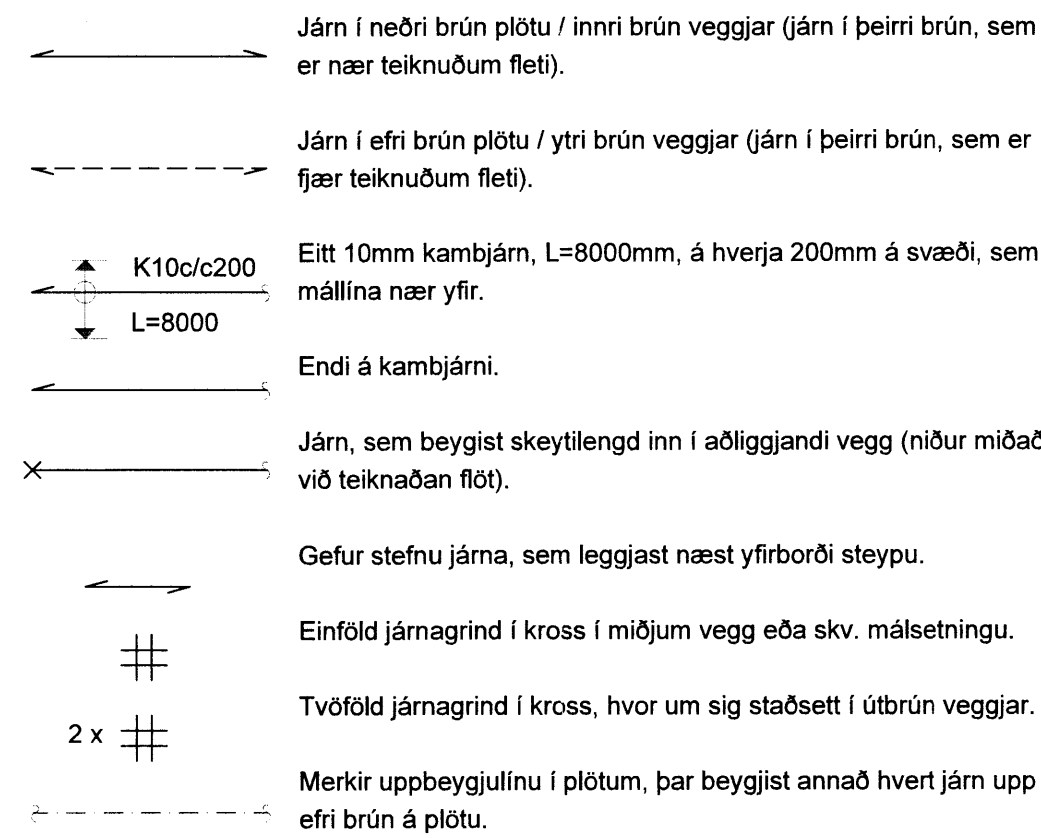 Járn í neðri brún plötu / innri brún veggjar (járn í þeirri brún, sem
er nær teiknuðum fleti).
Járn í efri brún plötu / ytri brún veggjar (járn í þeirri brún, sem er
fjær teiknuðum fleti).
K10c/c200
L=8000
Eitt 10mm kambjárn, L=8000mm, á hverja 200mm á svæði, sem
mállína nær yfir.
Endi á kambjárni.
Járn, sem beygist skeytilengd inn í aðliggjandi vegg (niður miðað
við teiknaðan flöt).
Gefur stefnu járna, sem leggjast næst yfirborði steypu.
Einföld járnagrind í kross í miðjum vegg eða skv. málsetningu.
2 x
Tvöföld járnagrind í kross, hvor um sig staðsett í útbrún veggjar.
Merkir uppbeygjulínu í plötum, þar beygjist annað hvert járn upp
efri brún á plötu.